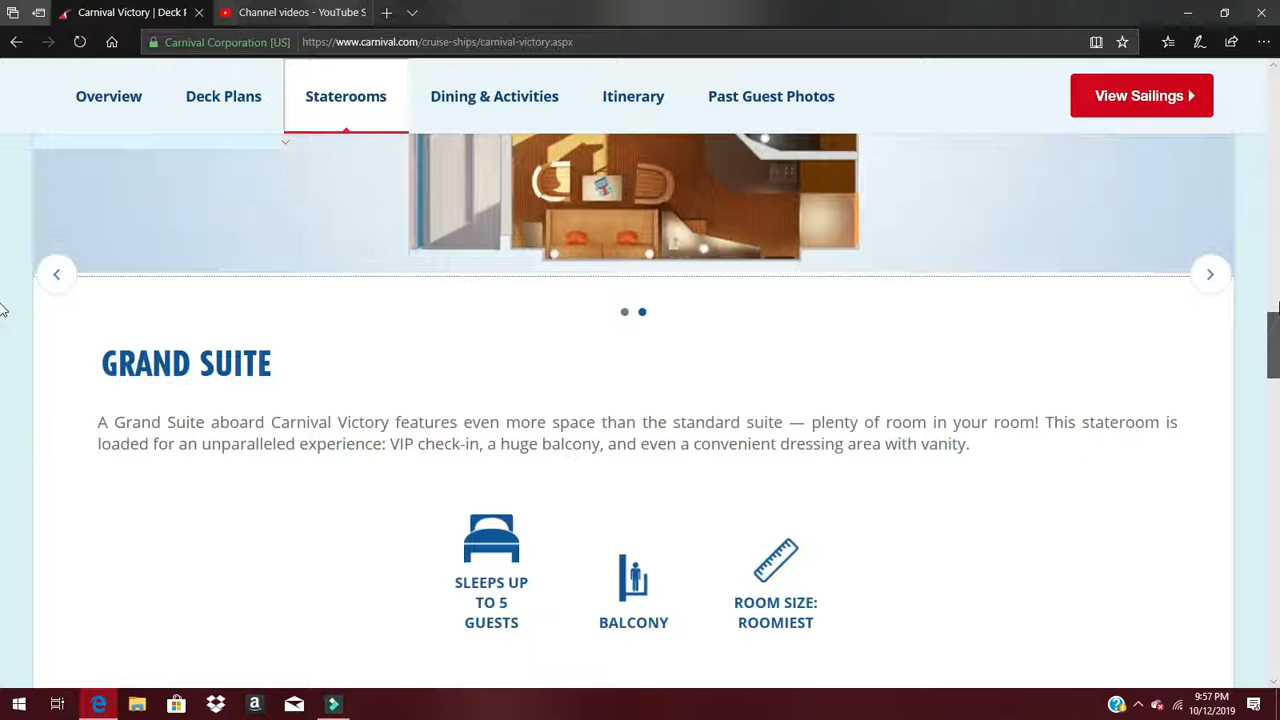 Carnival Victory | Deck P
Channel videos - YouTube S
Carnival Corporation [US]
https://www.carnival.com/cruise-ships/carnival-victory.aspx
Overview
Deck Plans
Staterooms
Dining & Activities
Itinerary
Past Guest Photos
View Sailings
GRAND SUITE
A Grand Suite aboard Carnival Victory features even more space than the standard suite — plenty of room in your room! This stateroom is
loaded for an unparalleled experience: VIP check-in, a huge balcony, and even a convenient dressing area with vanity.
SLEEPS UP
TO 5
GUESTS
BALCONY
ROOM SIZE:
ROOMIEST
9:57 PM
10/12/2019